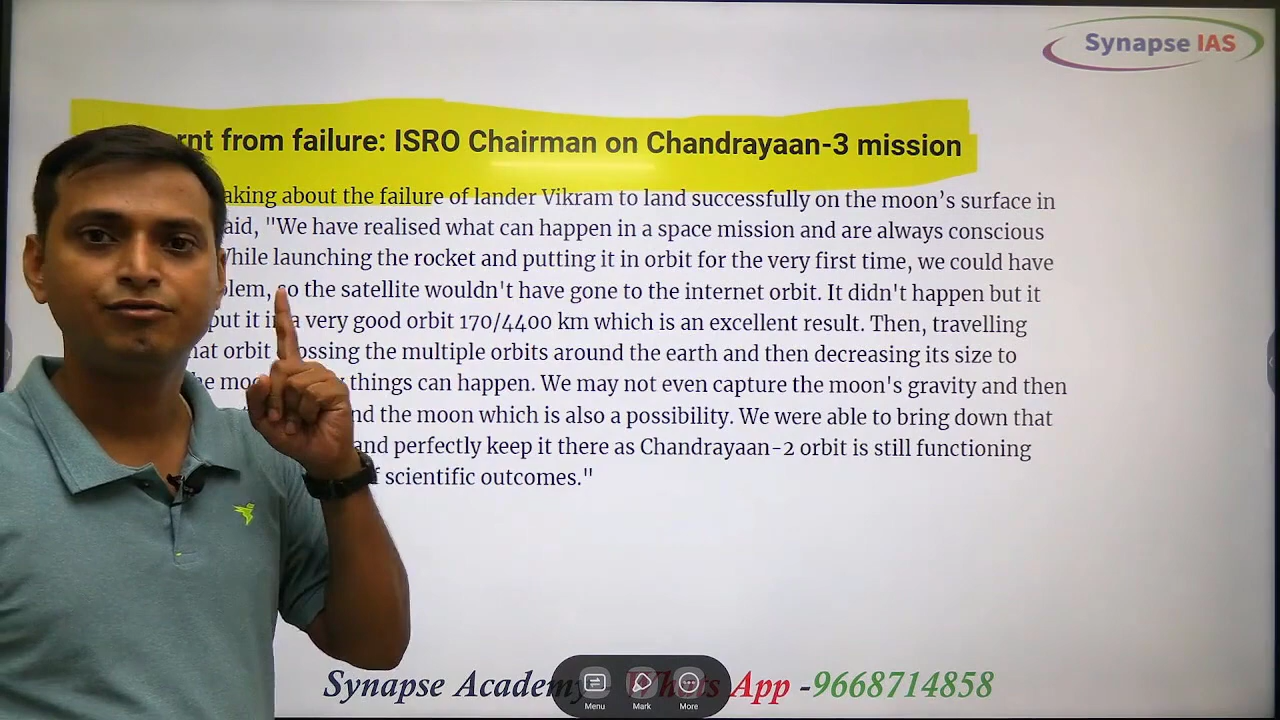 Synapse IAS
rnt from failure: ISRO Chairman on Chandrayaan-3 mission
aking about the failure of lander Vikram to land successfully on the moon’s surface in
aid, "We have realised what can happen in a space mission and are always conscious
While launching the rocket and putting it in orbit for the very first time, we could have
blem, so the satellite wouldn't have gone to the internet orbit. It didn't happen but it
put it in a very good orbit 170/4400 km which is an excellent result. Then, travelling
hat orbit crossing the multiple orbits around the earth and then decreasing its size to
he moo things can happen. We may not even capture the moon's gravity and then
nd the moon which is also a possibility. We were able to bring down that
and perfectly keep it there as Chandrayaan-2 orbit is still functioning
f scientific outcomes."
Synapse Academy - Whats App -9668714858
Menu Mark More